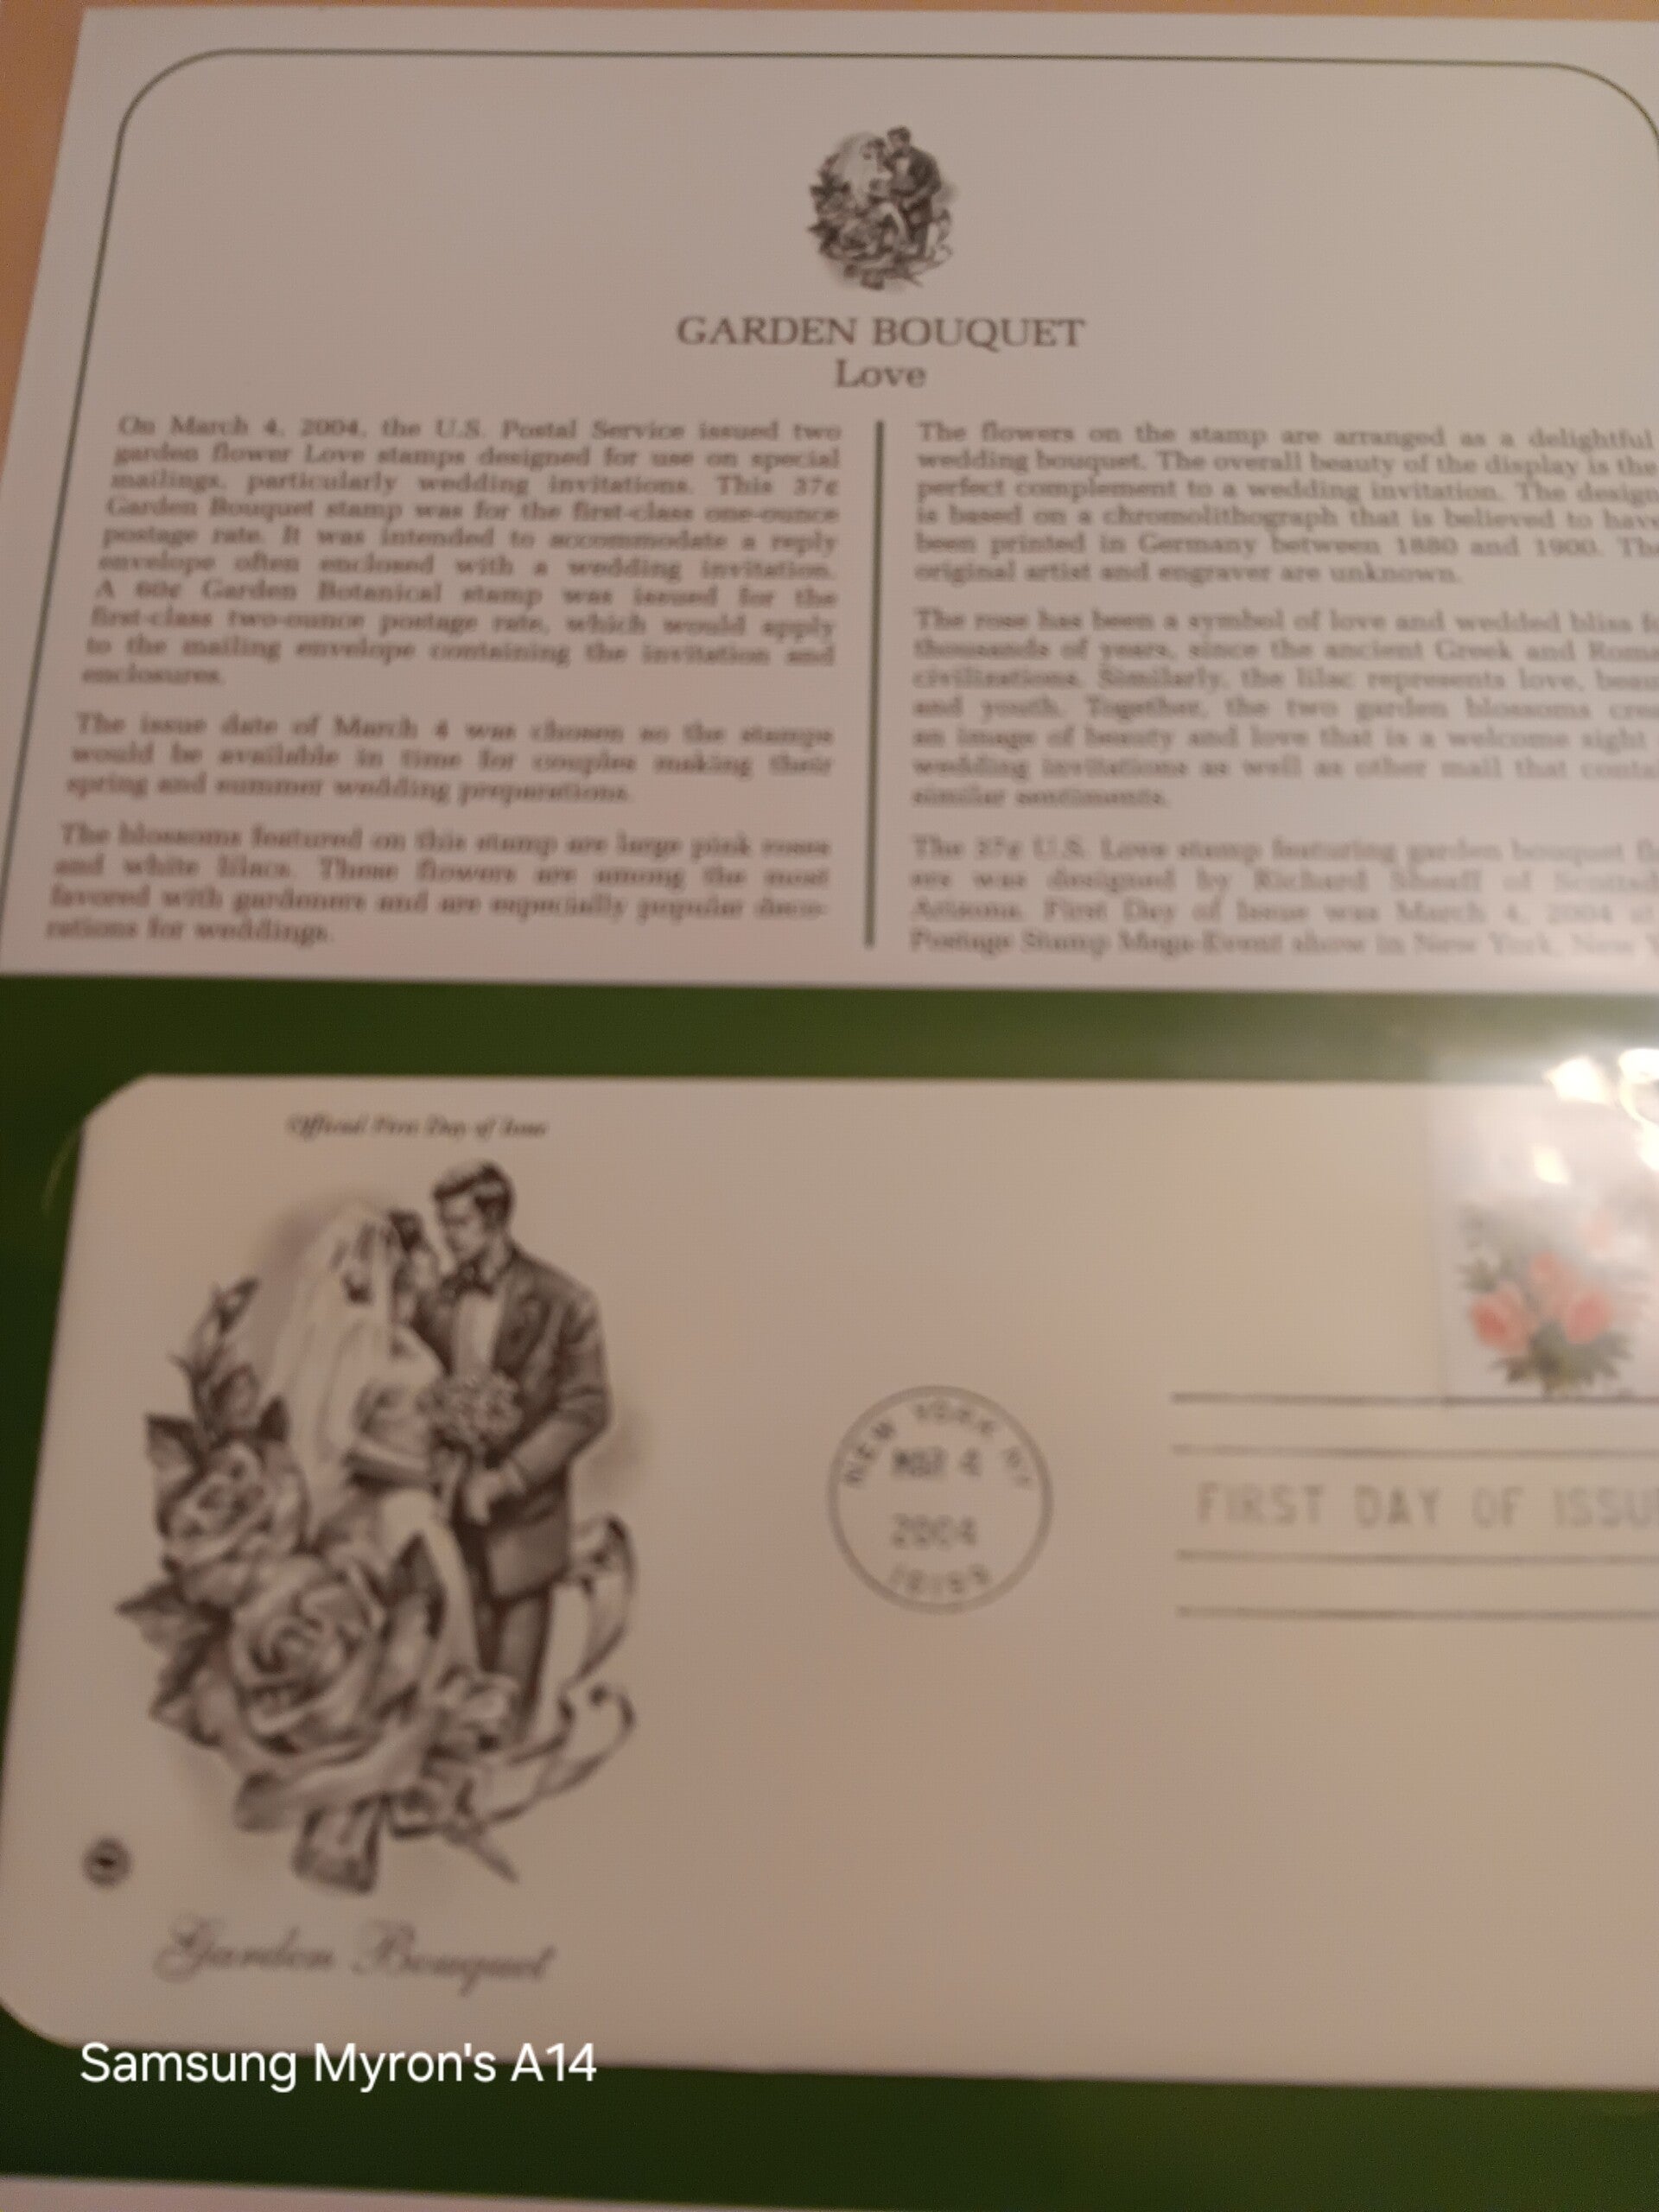 GARDEN BOUQUET
Love
On March 4, 2004, the U.S. Postal Service issued two
garden flower Love stamps designed for use on special
mailings, particularly wedding invitations. This 37¢
Garden Bouquet stamp was for the first-class one-ounce
postage rate. It was intended to accommodate a reply
envelope often enclosed with a wedding invitation.
A 60¢ Garden Botanical stamp was issued for the
first-class two-ounce postage rate, which would apply
to the mailing envelope containing the invitation and
enclosures.
The issue date of March 4 was chosen so the stamps
would be available in time for couples making their
spring and summer wedding preparations.
The blossoms featured on this stamp are large pink roses
and white lilacs. These flowers are among the most
favored with gardeners and are especially popular deco-
rations for weddings.
The flowers on the stamp are arranged as a delightful
wedding bouquet. The overall beauty of the display is the
perfect complement to a wedding invitation. The design
is based on a chromolithograph that is believed to have
been printed in Germany between 1880 and 1900. The
original artist and engraver are unknown.
The rose has been a symbol of love and wedded bliss fo
thousands of years, since the ancient Greek and Roma
civilizations. Similarly, the lilac represents love, beau
and youth. Together, the two garden blossoms crea
an image of beauty and love that is a welcome sight
wedding invitations as well as other mail that contai
similar sentiments.
The 37¢ U.S. Love stamp featuring garden bouquet fl
ers was designed by Richard Sheaff of Scottsd
Arizona. First Day of Issue was March 4, 2004 at
Postage Stamp Mega-Event show in New York, New Y
Official First Day of Issue
NEW YORK NY
MAR 4
2004
10199
FIRST DAY OF ISSU
Garden Bouquet
Samsung Myron's A14